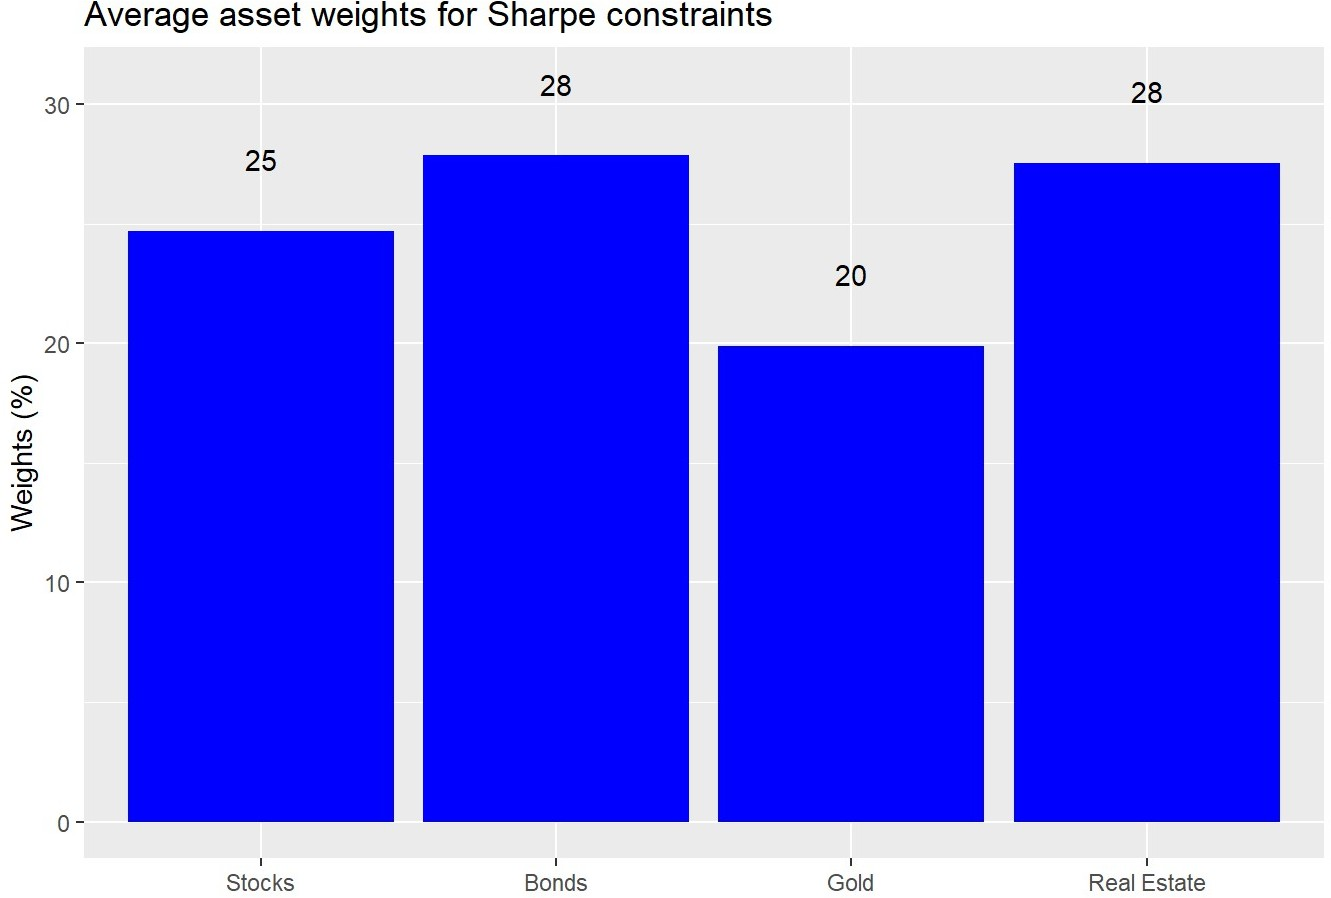 Average asset weights for Sharpe constraints
Weights (%)
30
20
10
0
25
28
20
28
Stocks
Bonds
Gold
Real Estate